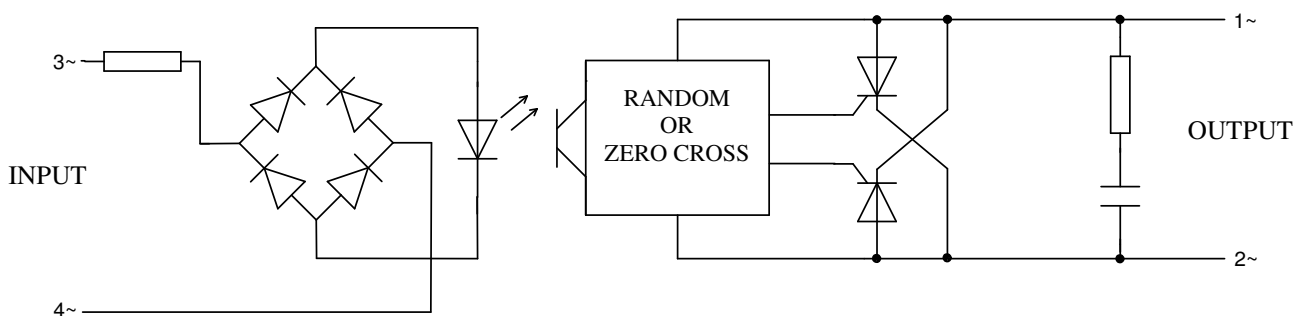 3~
INPUT
4~
RANDOM
OR
ZERO CROSS
1~
OUTPUT
2~